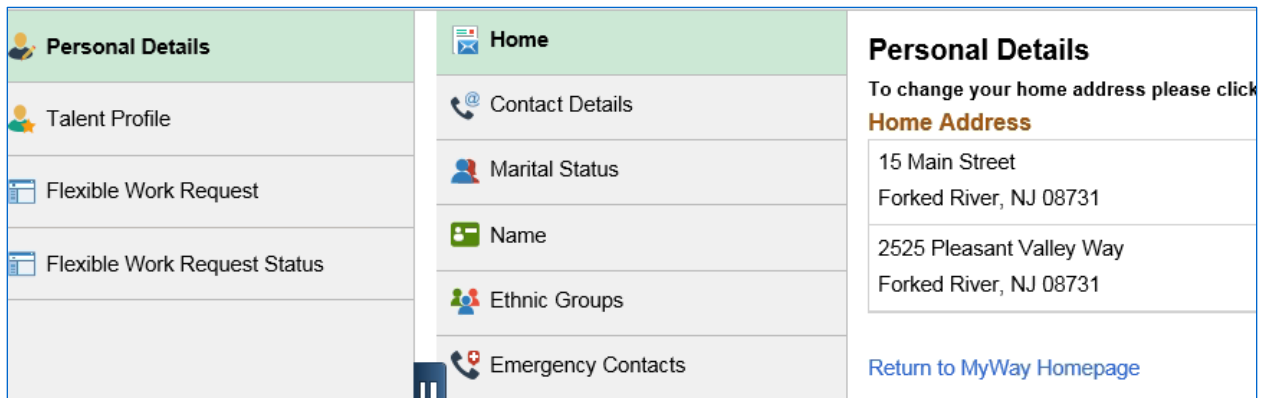 Personal Details
Talent Profile
Flexible Work Request
Flexible Work Request Status
Home
Contact Details
Marital Status
Name
Ethnic Groups
Emergency Contacts
Personal Details
To change your home address please click
Home Address
15 Main Street
Forked River, NJ 08731
2525 Pleasant Valley Way
Forked River, NJ 08731
Return to MyWay Homepage